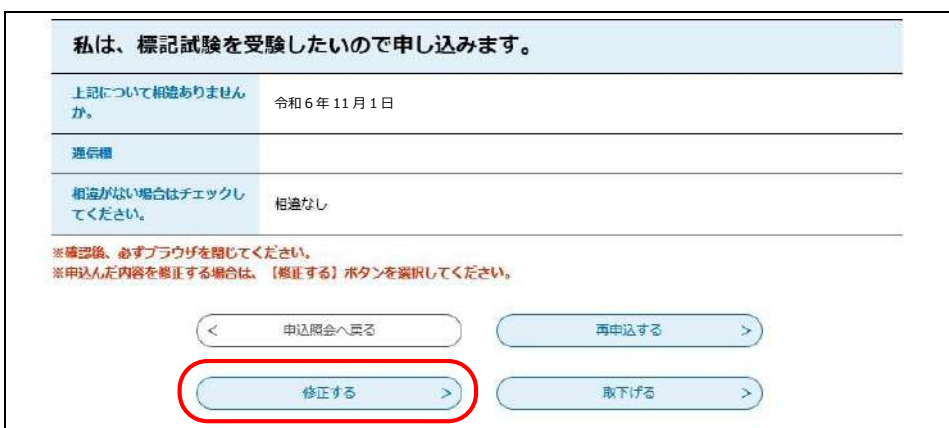 私は、標記試験を受験したいので申し込みます。
上記について相違ありません
か。
令和6年11月1日
通信欄
相違がない場合はチェックし
てください。
相違なし
※確認後、必ずブラウザを閉じてください。
※申込んだ内容を修正する場合は、【修正する】ボタンを選択してください。
< 申込照会へ戻る
再申込する >
修正する >
取下げる >